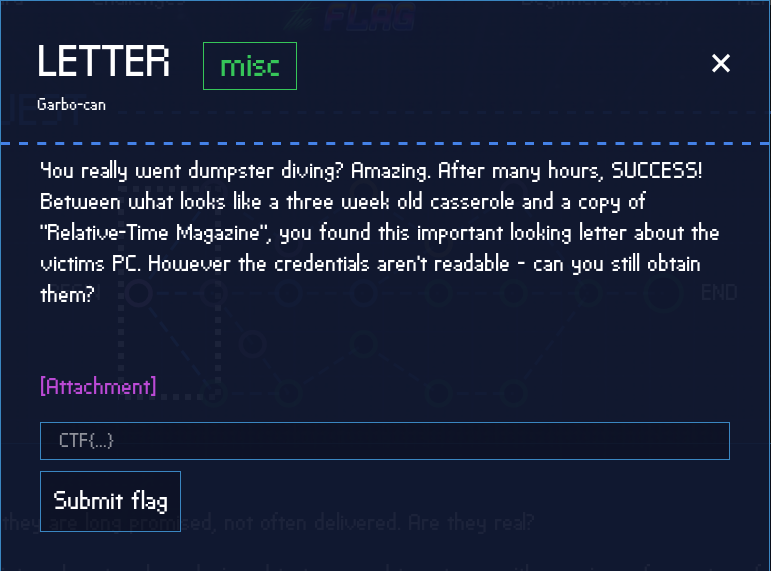 LETTER misc
Garbo-can
You really went dumpster diving? Amazing. After many hours, SUCCESS!
Between what looks like a three week old casserole and a copy of
"Relative-Time Magazine", you found this important looking letter about the
victims PC. However the credentials aren't readable - can you still obtain
them?
END
[Attachment]
CTF{...}
Submit flag
they are long promised, not often delivered. Are they real?